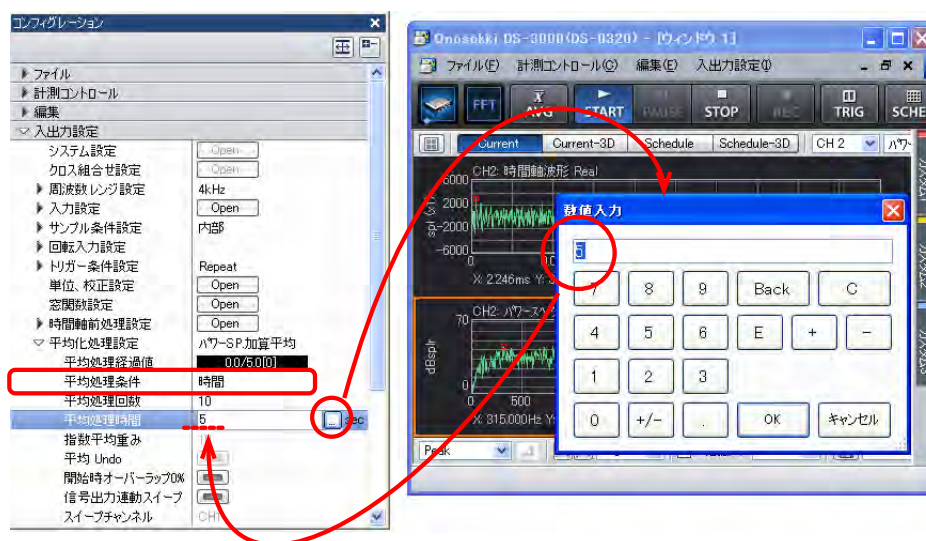 コンフィグレーション
ファイル
計測コントロール
編集
入出力設定
システム設定 Open
クロス組合せ設定 Open
周波数レンジ設定 4kHz
入力設定 Open
サンプル条件設定 内部
回転入力設定
トリガー条件設定 Repeat
単位、校正設定 Open
窓関数設定 Open
時間軸前処理設定 Open
平均化処理設定 パワーSP.加算平均
平均処理経過値 0.0/5.0[0]
平均処理条件 時間
平均処理回数 10
平均処理時間 5 ... sec
指数平均重み
平均 Undo
開始時オーバーラップ0%
信号出力連動スイープ
スイープチャンネル CH1
Onosokki DS-3000(DS-0320) - [ウィンドウ 1]
ファイル(F) 計測コントロール(C) 編集(E) 入出力設定(I)
FFT AVG START PAUSE STOP REC TRIG SCHE
Current Current-3D Schedule Schedule-3D CH 2 パワー
CH2: 時間軸波形 Real
6000
2000
-2000
-6000
0
X: 2.246ms Y:
CH2: パワースペ
70
dBspl
0
0 500
X: 315.000Hz Y:
Peak
数値入力
5
7 8 9 Back C
4 5 6 E + -
1 2 3
0 +/- . OK キャンセル